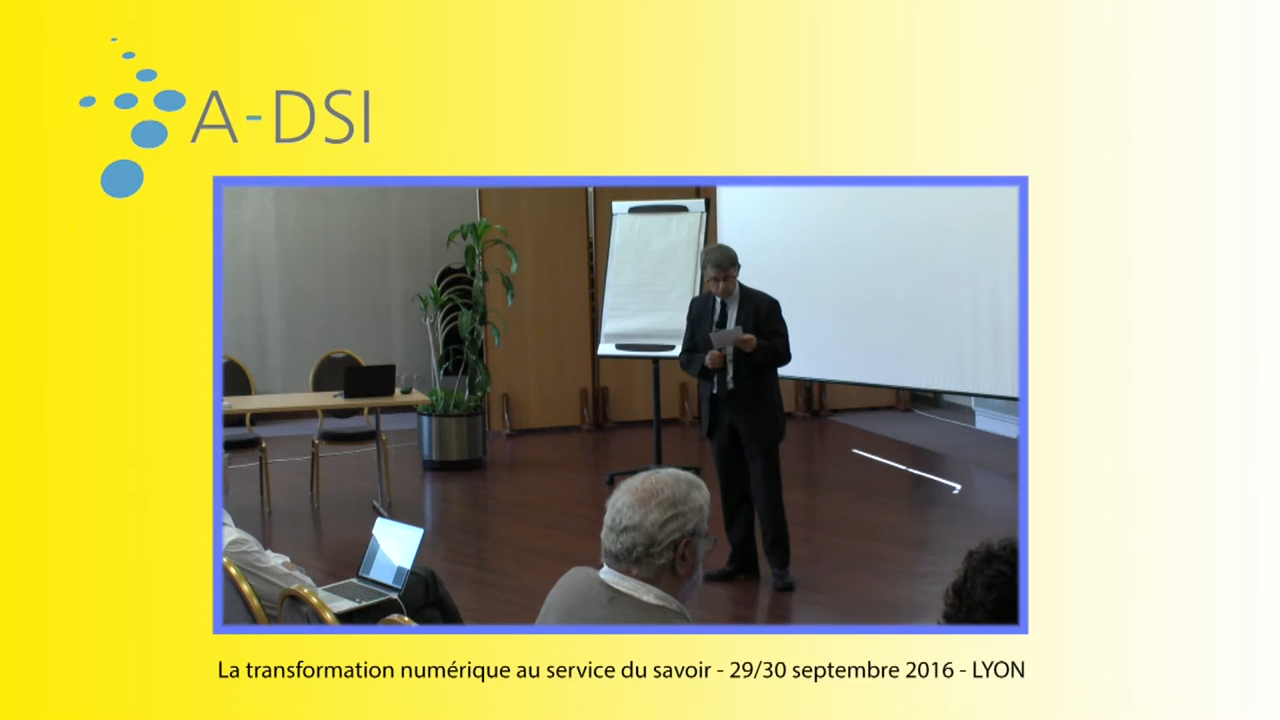 A-DSI
La transformation numérique au service du savoir - 29/30 septembre 2016 - LYON